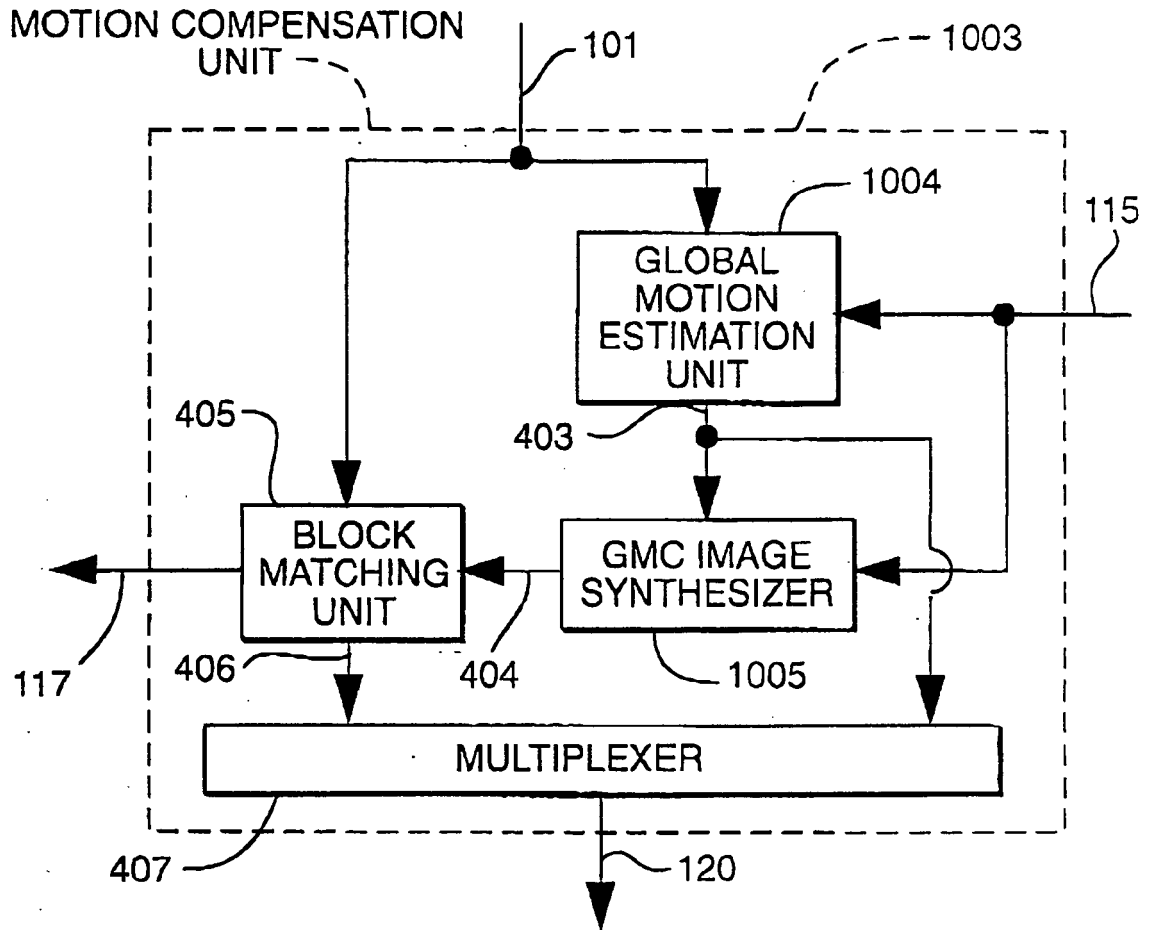 MOTION COMPENSATION
UNIT
101
1003
1004
115
GLOBAL
MOTION
ESTIMATION
UNIT
405
403
BLOCK
MATCHING
UNIT
GMC IMAGE
SYNTHESIZER
117
406
404
1005
MULTIPLEXER
407
120